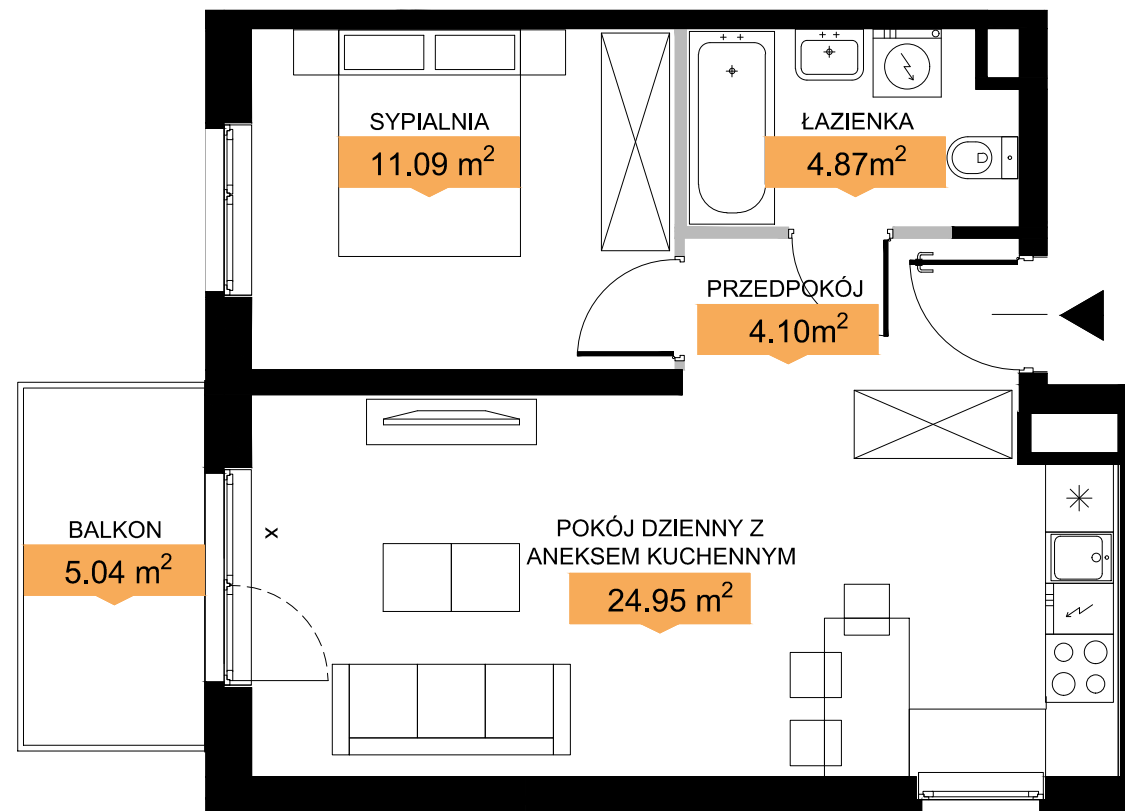 SYPIALNIA
11.09 m²
ŁAZIENKA
4.87m²
PRZEDPOKÓJ
4.10m²
BALKON
5.04 m²
x
POKÓJ DZIENNY Z
ANEKSEM KUCHENNYM
24.95 m²